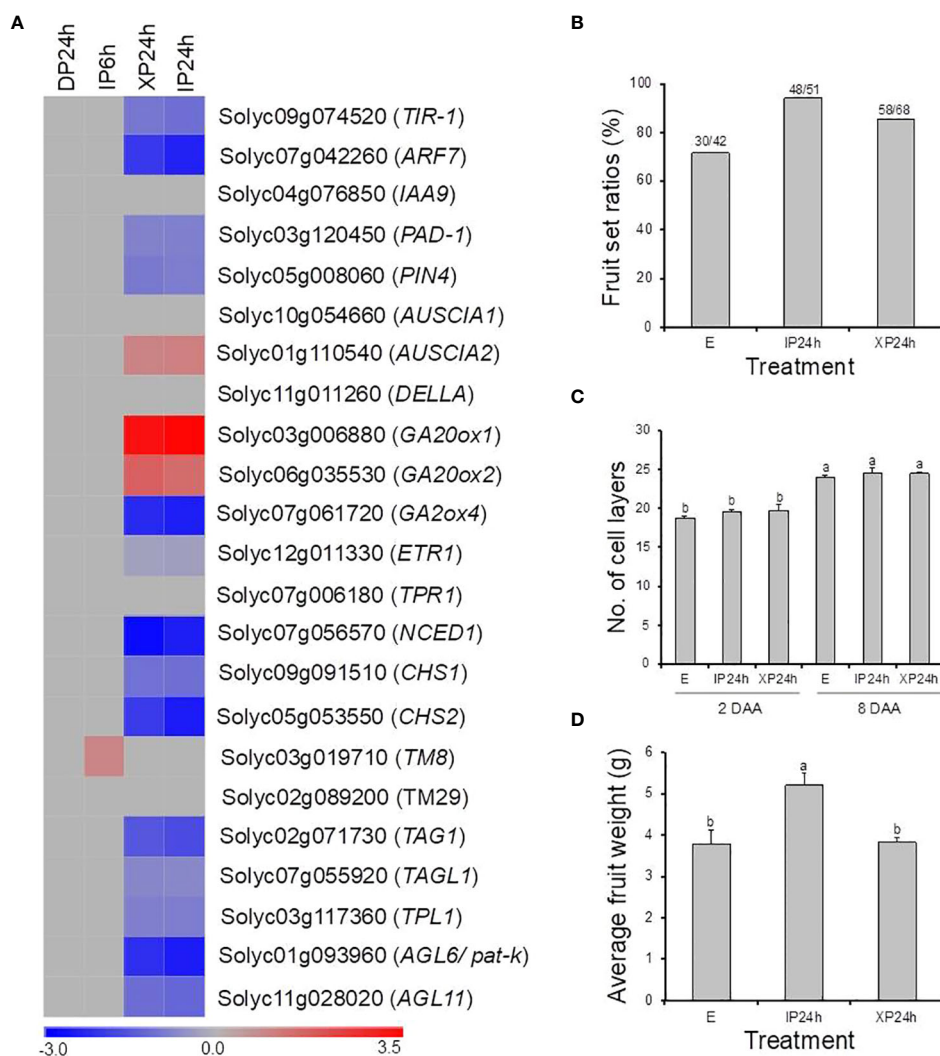 A
DP24h
IP6h
XP24h
IP24h
Solyc09g074520 (TIR-1)
Solyc07g042260 (ARF7)
Solyc04g076850 (IAA9)
Solyc03g120450 (PAD-1)
Solyc05g008060 (PIN4)
Solyc10g054660 (AUSCIA1)
Solyc01g110540 (AUSCIA2)
Solyc11g011260 (DELLA)
Solyc03g006880 (GA20ox1)
Solyc06g035530 (GA20ox2)
Solyc07g061720 (GA2ox4)
Solyc12g011330 (ETR1)
Solyc07g006180 (TPR1)
Solyc07g056570 (NCED1)
Solyc09g091510 (CHS1)
Solyc05g053550 (CHS2)
Solyc03g019710 (TM8)
Solyc02g089200 (TM29)
Solyc02g071730 (TAG1)
Solyc07g055920 (TAGL1)
Solyc03g117360 (TPL1)
Solyc01g093960 (AGL6/ pat-k)
Solyc11g028020 (AGL11)
-3.0 0.0 3.5
B
Fruit set ratios (%)
100
80
60
40
20
0
30/42
48/51
58/68
E IP24h XP24h
Treatment
C
No. of cell layers
30
25
20
15
10
5
0
b b b a a a
E IP24h XP24h E IP24h XP24h
2 DAA 8 DAA
D
Average fruit weight (g)
6
5
4
3
2
1
0
b a b
E IP24h XP24h
Treatment